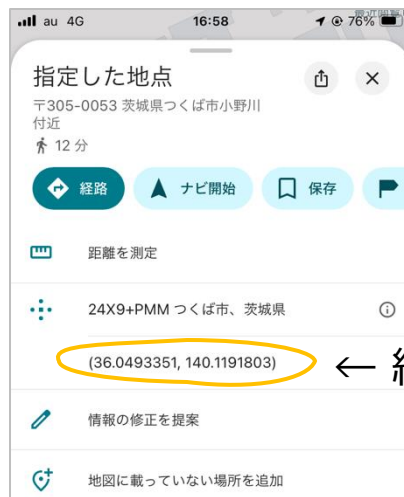 au 4G 16:58 76%
指定した地点
〒305-0053 茨城県つくば市小野川
付近
12 分
経路 ナビ開始 保存
距離を測定
24X9+PMM つくば市、茨城県
(36.0493351, 140.1191803) ←
情報の修正を提案
地図に載っていない場所を追加